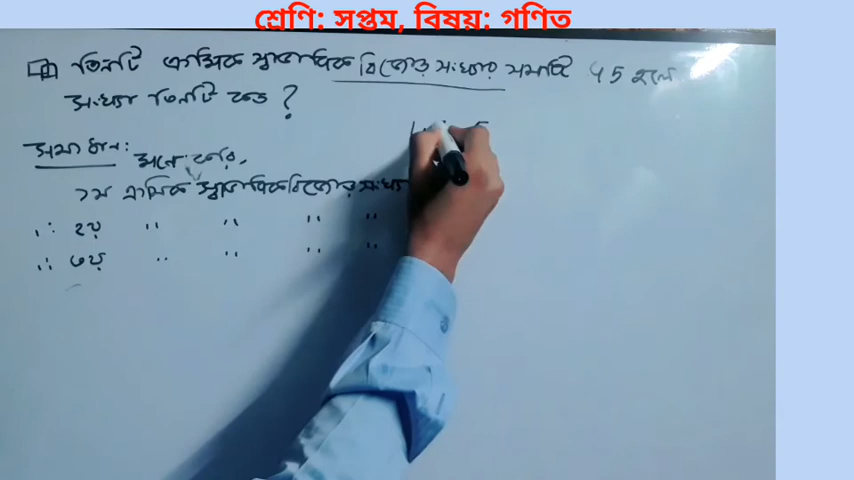 শ্রেণি: সপ্তম, বিষয়: গণিত
তিনটি ক্রমিক স্বাভাবিক বিজোড় সংখ্যার সমষ্টি 45 হলে
সংখ্যা তিনটি কত ?
সমাধান:
মনে করি,
১ম ক্রমিক স্বাভাবিক বিজোড় সংখ্যা
∴ ২য় " " " "
∴ ৩য় " " " "